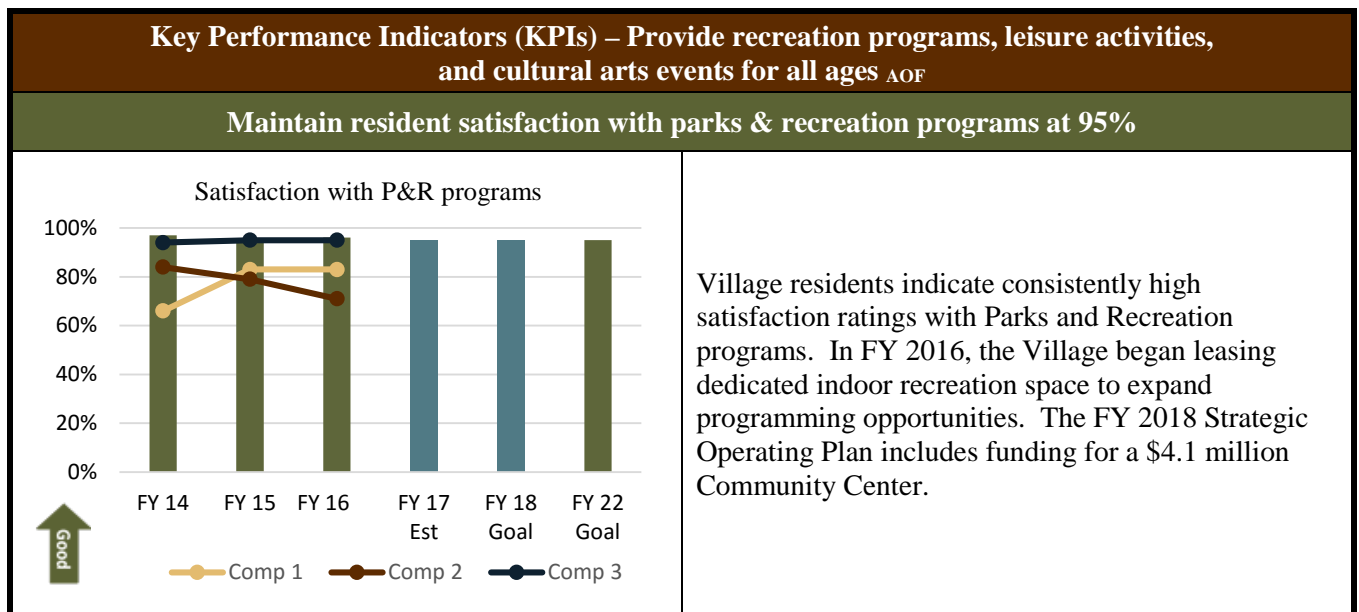 Key Performance Indicators (KPIs) – Provide recreation programs, leisure activities,
and cultural arts events for all ages AOF
Maintain resident satisfaction with parks & recreation programs at 95%
Satisfaction with P&R programs
100%
80%
60%
40%
20%
0%
FY 14 FY 15 FY 16 FY 17 FY 18 FY 22
Est Goal Goal
Good
Comp 1 Comp 2 Comp 3
Village residents indicate consistently high
satisfaction ratings with Parks and Recreation
programs. In FY 2016, the Village began leasing
dedicated indoor recreation space to expand
programming opportunities. The FY 2018 Strategic
Operating Plan includes funding for a $4.1 million
Community Center.